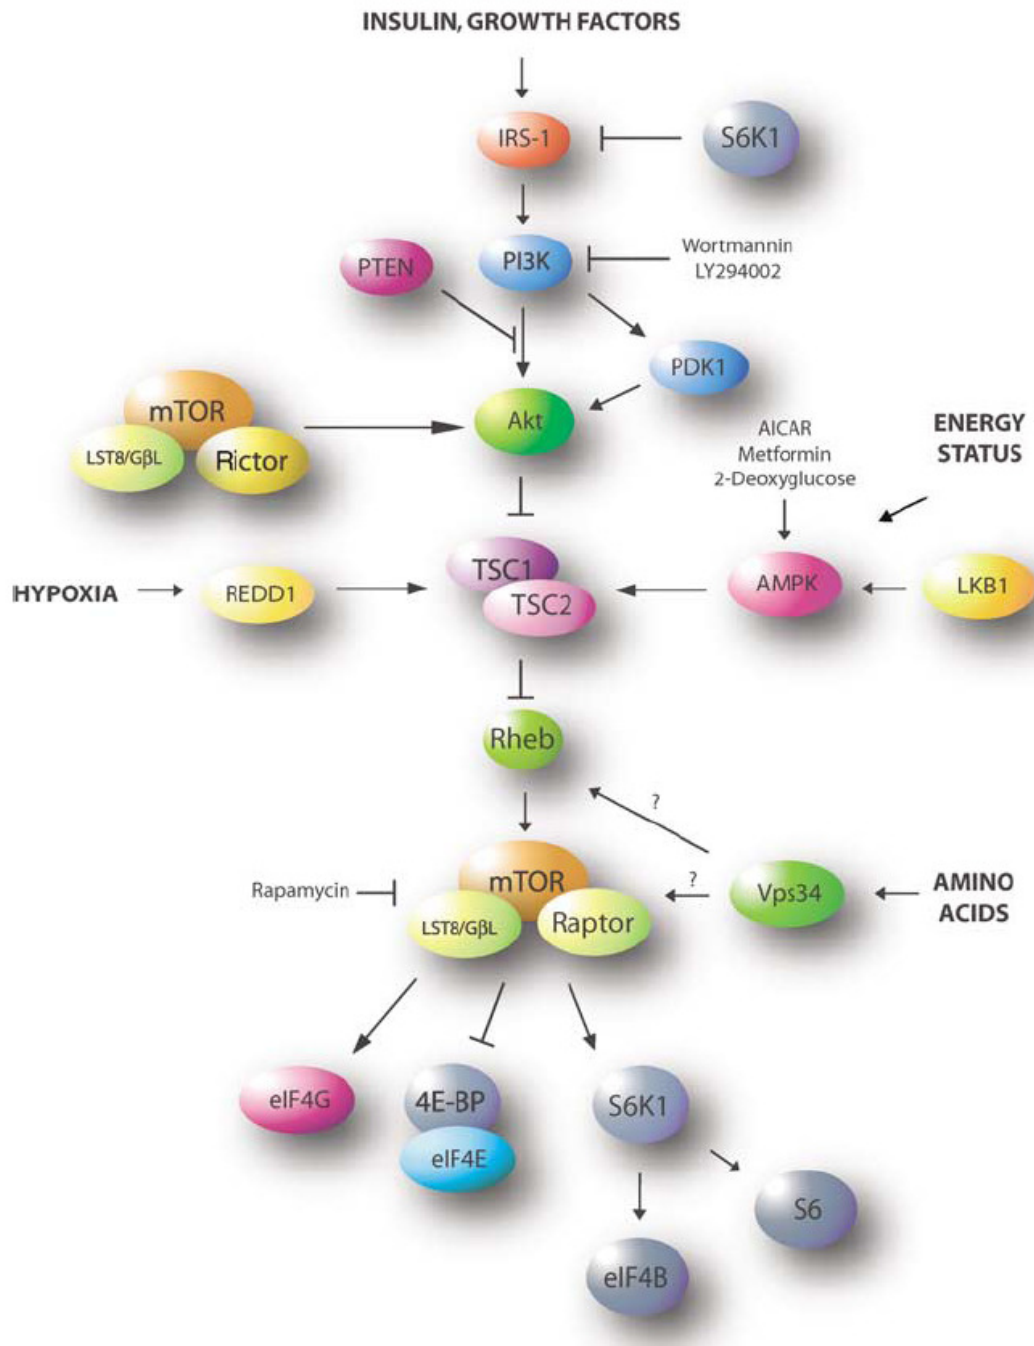 INSULIN, GROWTH FACTORS
IRS-1
S6K1
PTEN
PI3K
Wortmannin
LY294002
PDK1
mTOR
LST8/GβL
Rictor
Akt
AICAR
Metformin
2-Deoxyglucose
ENERGY
STATUS
HYPOXIA
REDD1
TSC1
TSC2
AMPK
LKB1
Rheb
?
Rapamycin
mTOR
LST8/GβL
Raptor
?
Vps34
AMINO
ACIDS
eIF4G
4E-BP
eIF4E
S6K1
S6
eIF4B